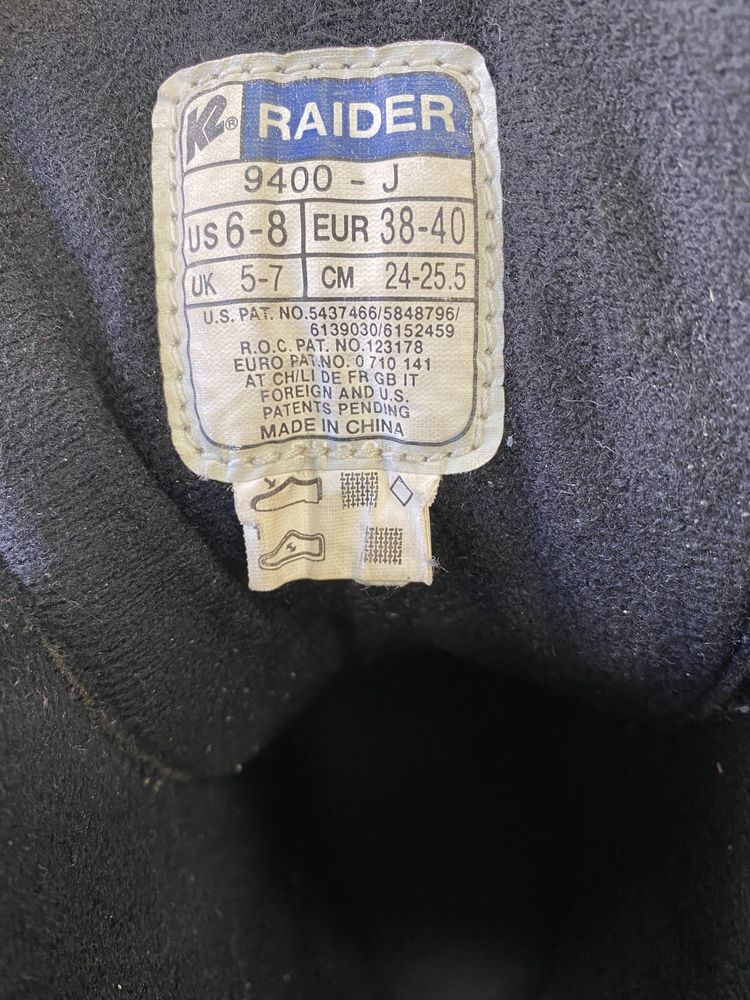 K2® RAIDER
9400 - J
US 6-8 EUR 38-40
UK 5-7 CM 24-25.5
U.S. PAT. NO.5437466/5848796/
6139030/6152459
R.O.C. PAT. NO.123178
EURO PAT.NO. 0 710 141
AT CH/LI DE FR GB IT
FOREIGN AND U.S.
PATENTS PENDING
MADE IN CHINA